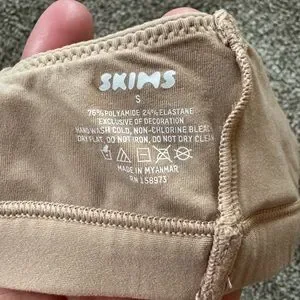 SKIMS
S
76% POLYAMIDE 24% ELASTANE
EXCLUSIVE OF DECORATION
HAND WASH COLD, NON-CHLORINE BLEA
DRY FLAT, DO NOT IRON, DO NOT DRY CLEAN
MADE IN MYANMAR
RN 158973